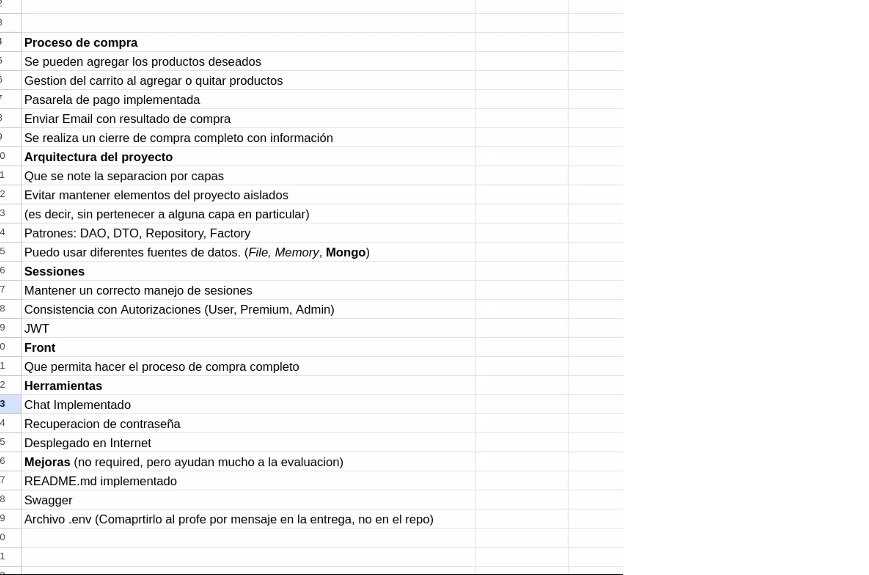 2
3
4 Proceso de compra
5 Se pueden agregar los productos deseados
6 Gestion del carrito al agregar o quitar productos
7 Pasarela de pago implementada
8 Enviar Email con resultado de compra
9 Se realiza un cierre de compra completo con información
0 Arquitectura del proyecto
1 Que se note la separacion por capas
2 Evitar mantener elementos del proyecto aislados
3 (es decir, sin pertenecer a alguna capa en particular)
4 Patrones: DAO, DTO, Repository, Factory
5 Puedo usar diferentes fuentes de datos. (File, Memory, Mongo)
6 Sessiones
7 Mantener un correcto manejo de sesiones
8 Consistencia con Autorizaciones (User, Premium, Admin)
9 JWT
0 Front
1 Que permita hacer el proceso de compra completo
2 Herramientas
3 Chat Implementado
4 Recuperacion de contraseña
5 Desplegado en Internet
6 Mejoras (no required, pero ayudan mucho a la evaluacion)
7 README.md implementado
8 Swagger
9 Archivo .env (Comaprtirlo al profe por mensaje en la entrega, no en el repo)
0
1